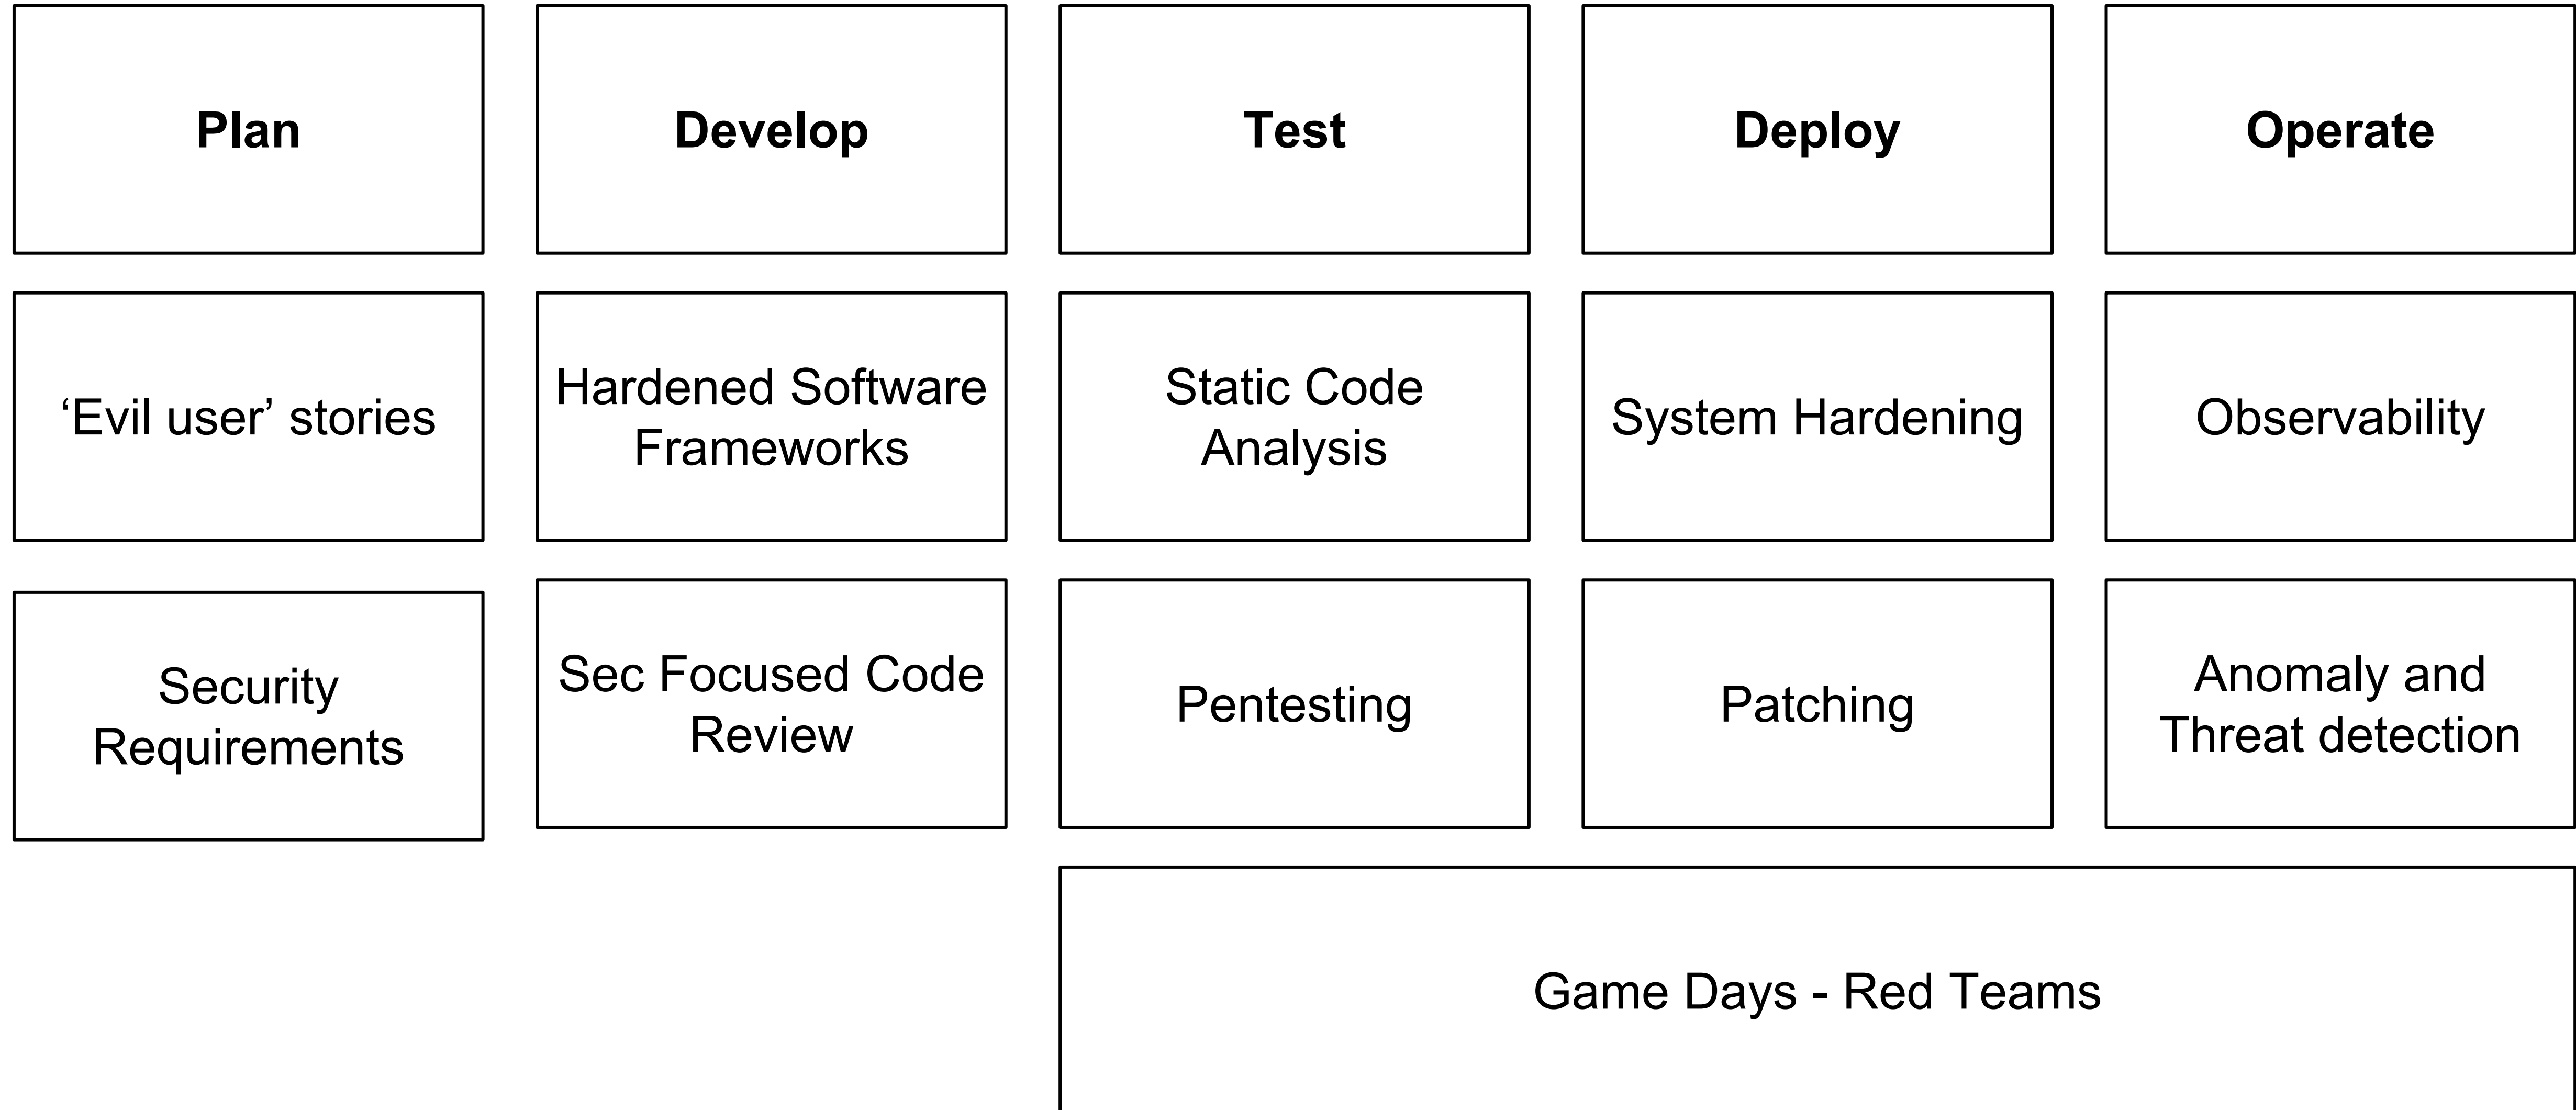 Plan
Develop
Test
Deploy
Operate
‘Evil user’ stories
Hardened Software
Frameworks
Static Code
Analysis
System Hardening
Observability
Security
Requirements
Sec Focused Code
Review
Pentesting
Patching
Anomaly and
Threat detection
Game Days - Red Teams